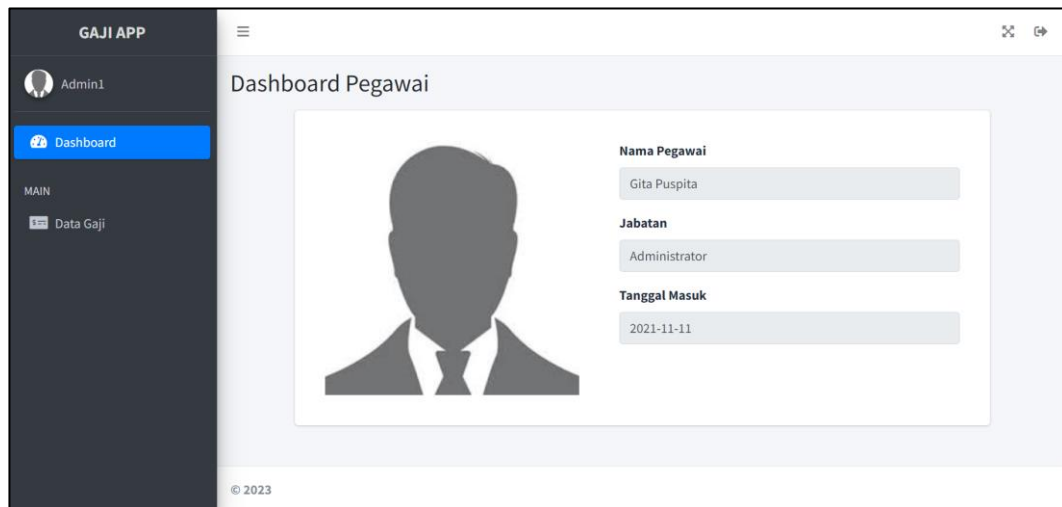 GAJI APP
Admin1
Dashboard
MAIN
Data Gaji
Dashboard Pegawai
Nama Pegawai
Gita Puspita
Jabatan
Administrator
Tanggal Masuk
2021-11-11
© 2023